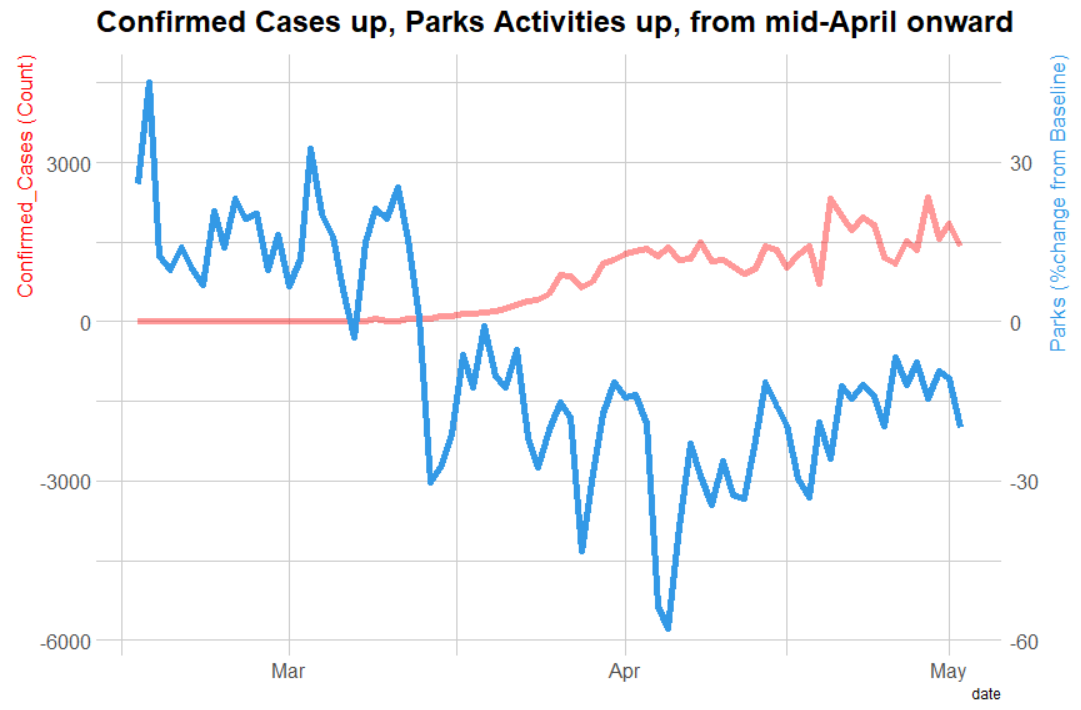 Confirmed Cases up, Parks Activities up, from mid-April onward
Confirmed_Cases (Count)
3000
0
-3000
-6000
30
0
-30
-60
Parks (%change from Baseline)
Mar
Apr
May
date